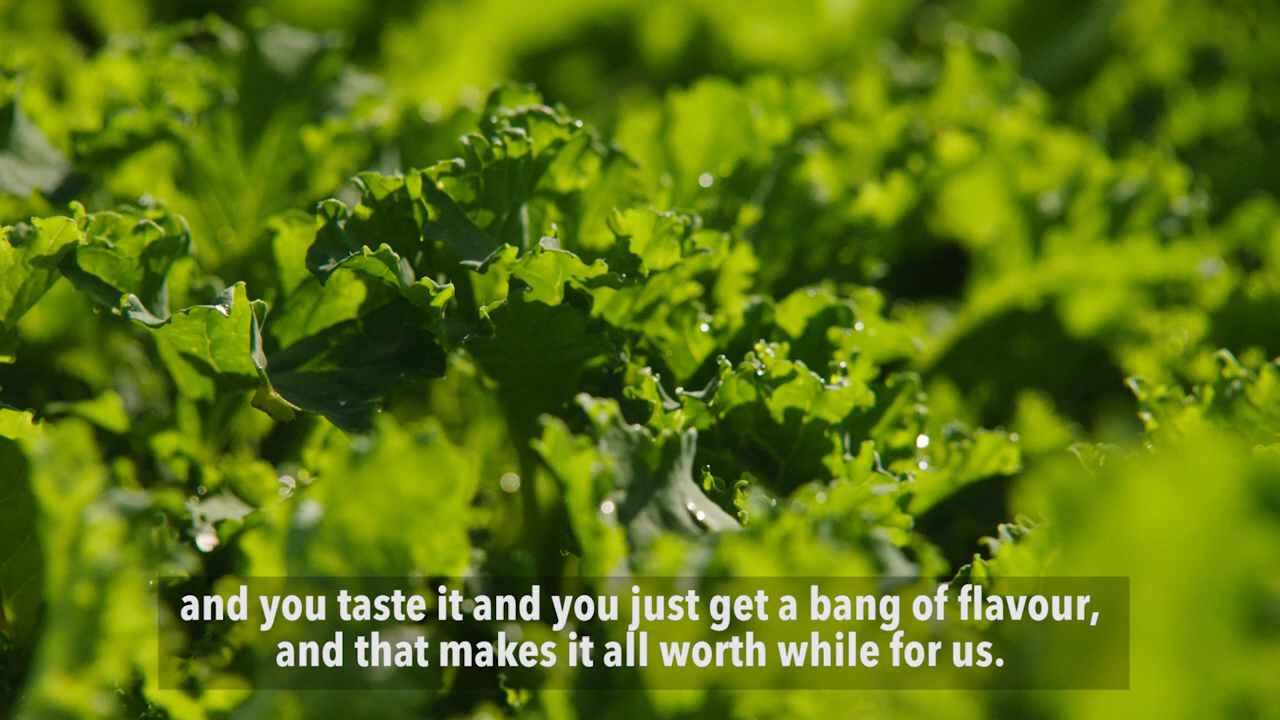 and you taste it and you just get a bang of flavour,
and that makes it all worth while for us.